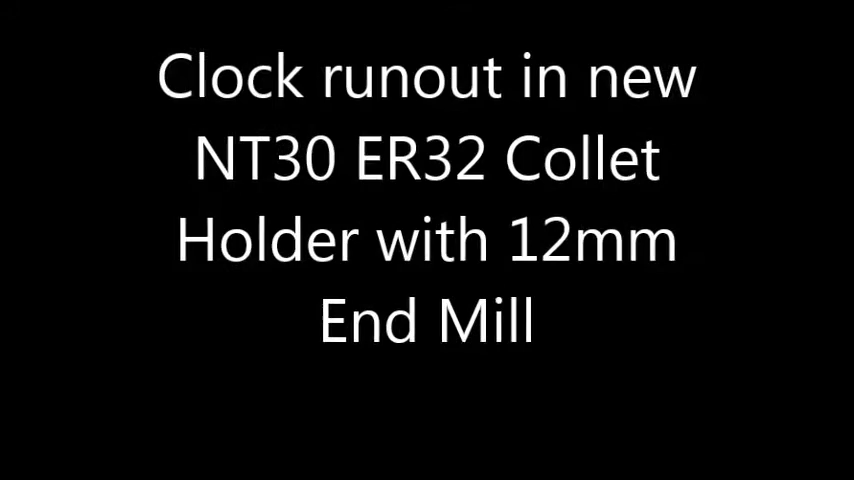 Clock runout in new
NT30 ER32 Collet
Holder with 12mm
End Mill